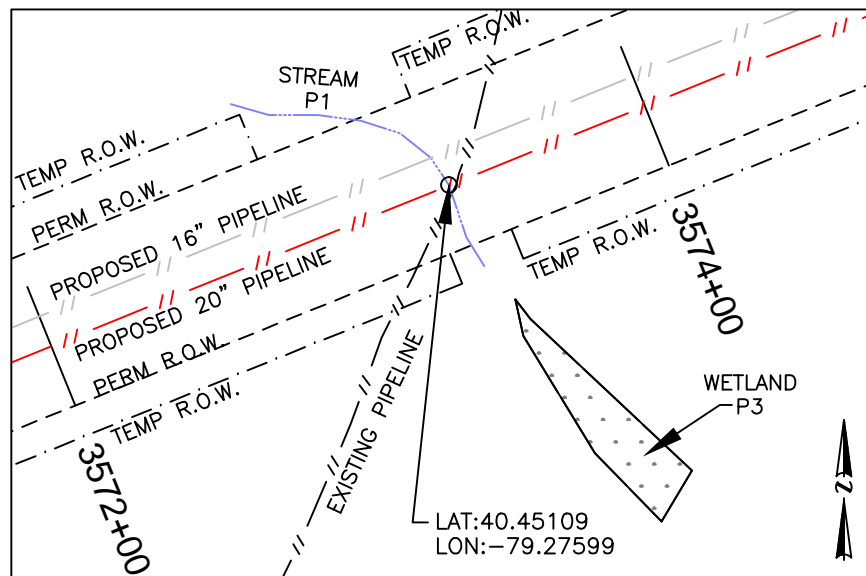 TEMP R.O.W.
STREAM
P1
TEMP R.O.W.
PERM R.O.W.
PROPOSED 16” PIPELINE
PROPOSED 20” PIPELINE
PERM R.O.W.
TEMP R.O.W.
TEMP R.O.W.
3574+00
3572+00
EXISTING PIPELINE
WETLAND
P3
LAT:40.45109
LON:−79.27599
N